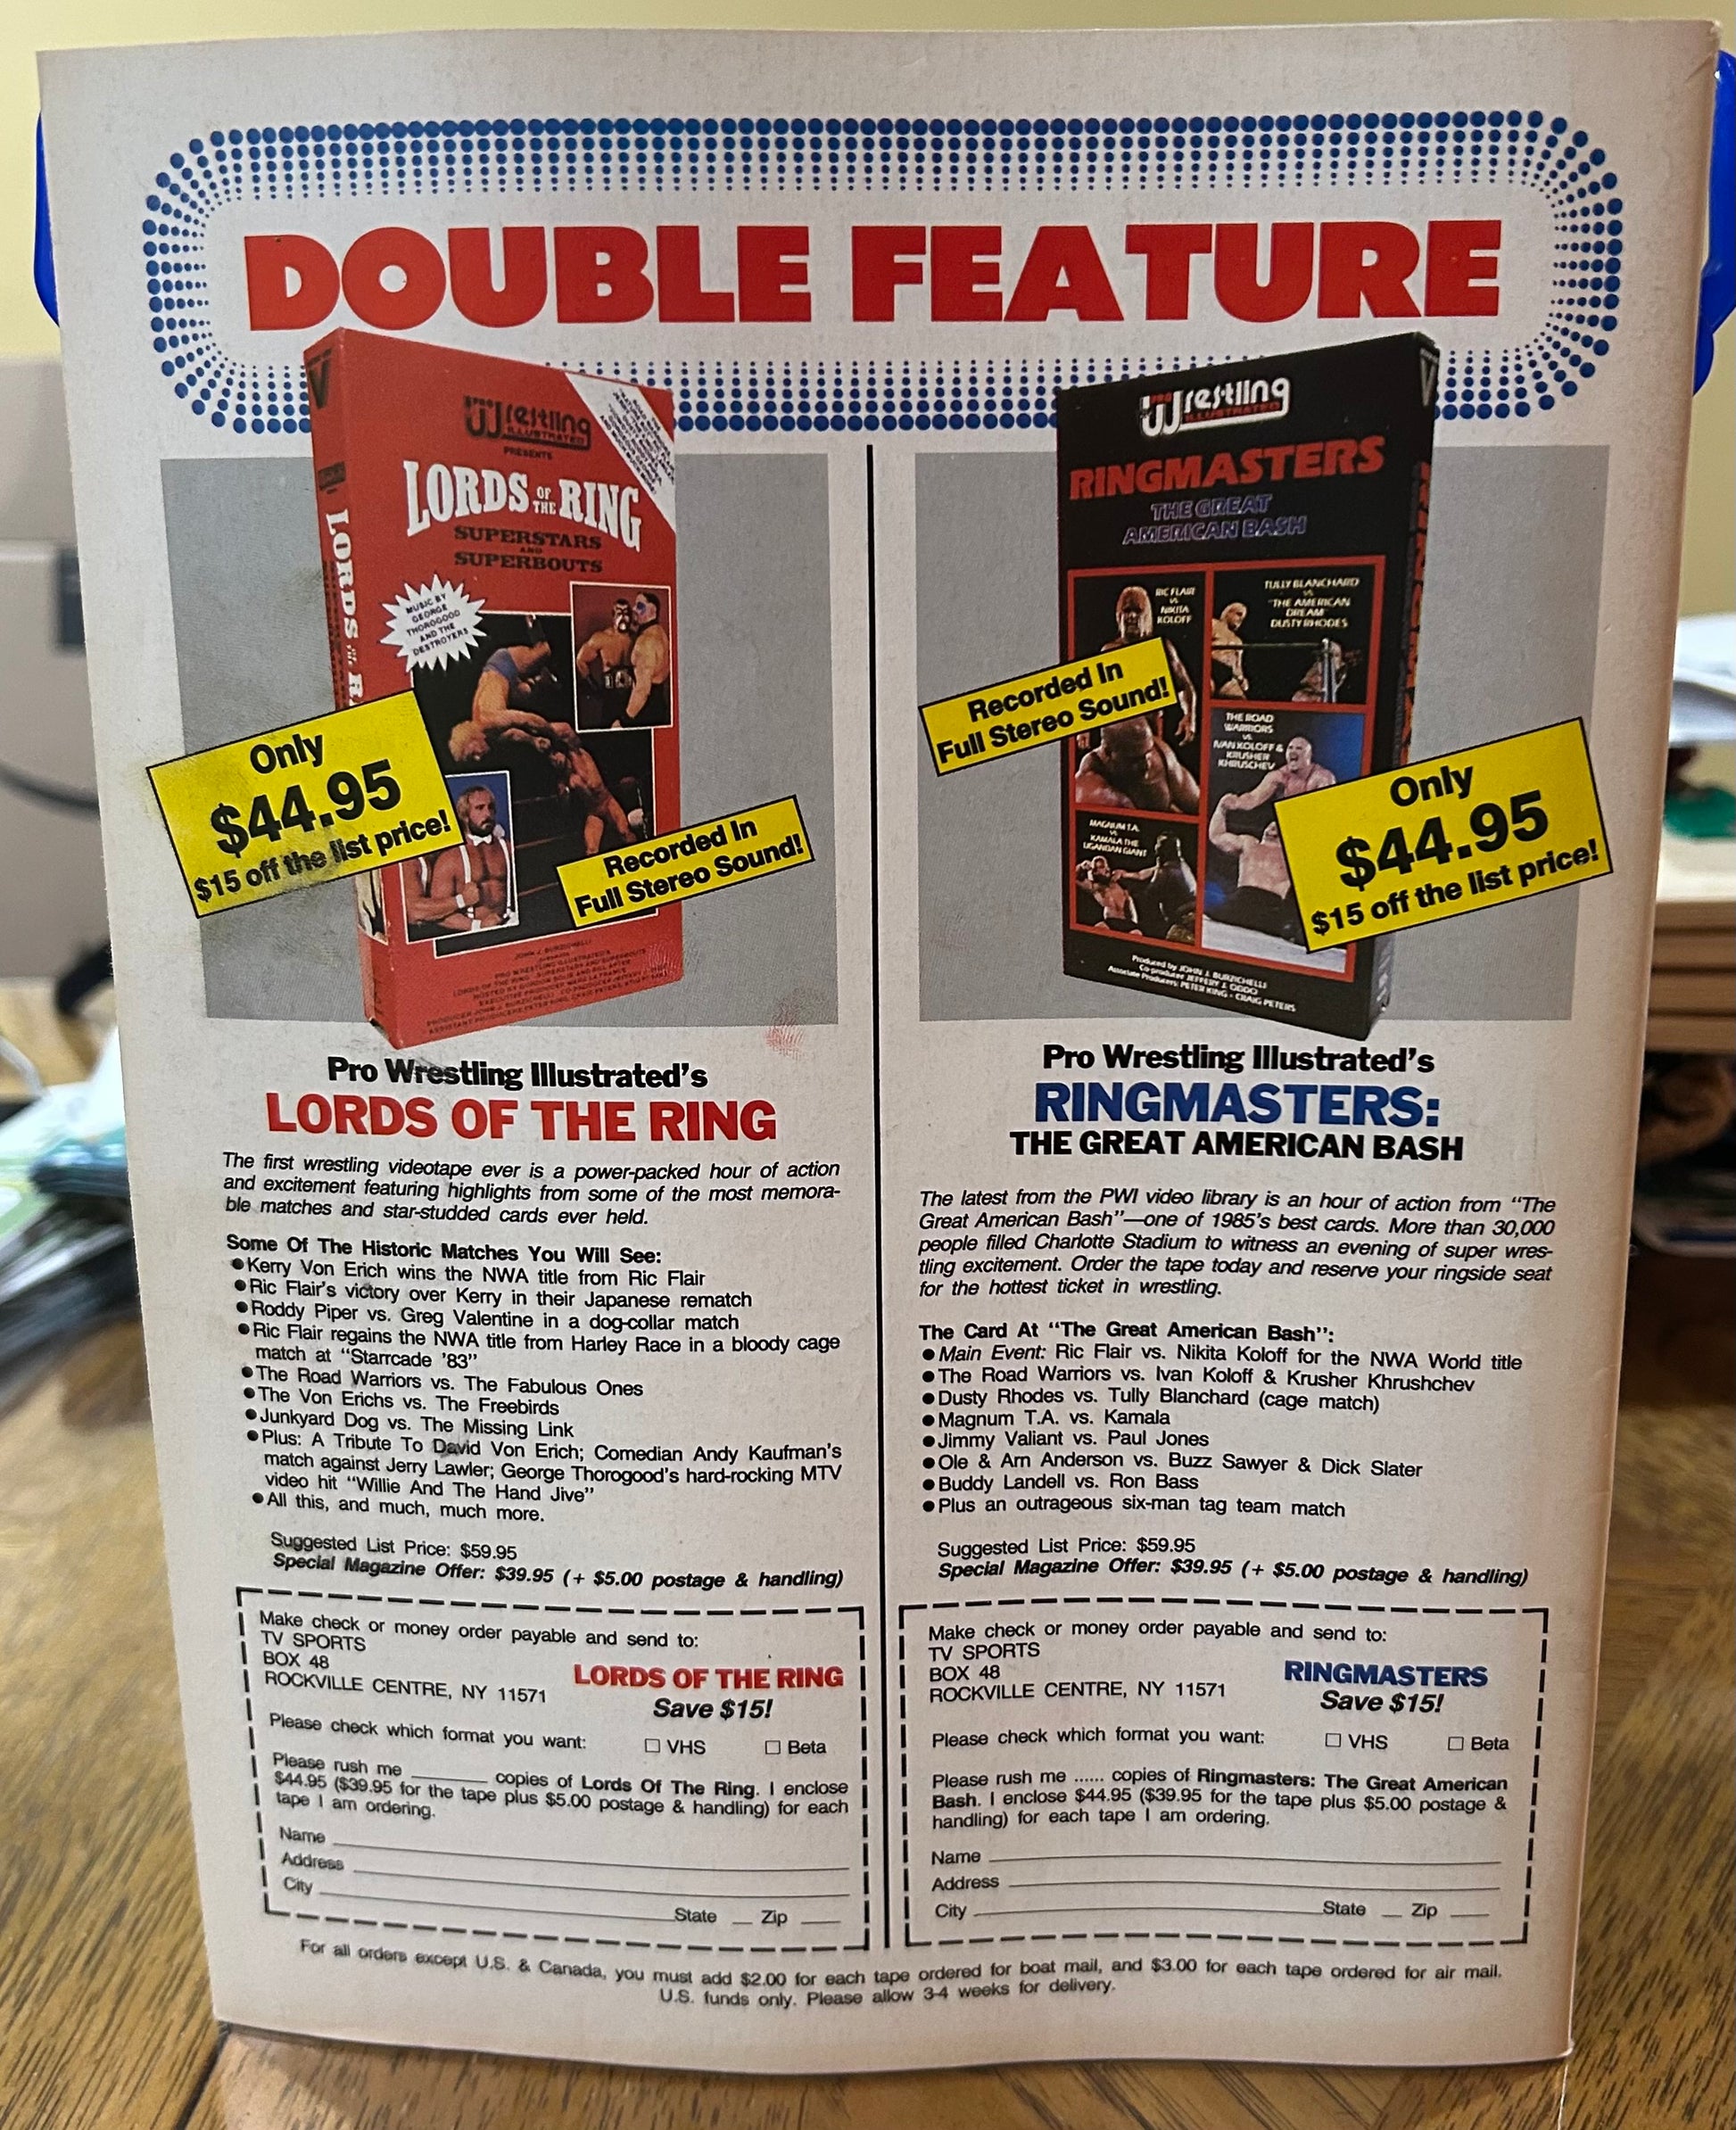 DOUBLE FEATURE
Pro
Wrestling
ILLUSTRATED
PRESENTS
LORDS OF THE RING
SUPERSTARS
AND
SUPERBOUTS
MUSIC BY
GEORGE
THOROGOOD
AND THE
DESTROYERS
LORDS OF THE
Only
$44.95
$15 off the list price!
Recorded In
Full Stereo Sound!
JOHN J. BURZICHELLI
Pro
Wrestling
ILLUSTRATED
RINGMASTERS
THE GREAT
AMERICAN BASH
RIC FLAIR
vs.
NIKITA
KOLOFF
TULLY BLANCHARD
vs.
"THE AMERICAN
DREAM"
DUSTY RHODES
THE ROAD
WARRIORS
vs.
IVAN KOLOFF &
KRUSHER
KHRUSCHEV
MAGNUM T.A.
vs.
KAMALA THE
UGANDAN GIANT
Recorded In
Full Stereo Sound!
Only
$44.95
$15 off the list price!
Produced by JOHN J. BURZICHELLI
Co-producer JEFFERY J. ODDO
Associate Producers: PETER KING - CRAIG PETERS
Pro Wrestling Illustrated's
LORDS OF THE RING
The first wrestling videotape ever is a power-packed hour of action
and excitement featuring highlights from some of the most memora-
ble matches and star-studded cards ever held.
Some Of The Historic Matches You Will See:
●Kerry Von Erich wins the NWA title from Ric Flair
●Ric Flair's victory over Kerry in their Japanese rematch
●Roddy Piper vs. Greg Valentine in a dog-collar match
●Ric Flair regains the NWA title from Harley Race in a bloody cage
match at "Starrcade '83"
●The Road Warriors vs. The Fabulous Ones
●The Von Erichs vs. The Freebirds
●Junkyard Dog vs. The Missing Link
●Plus: A Tribute To David Von Erich; Comedian Andy Kaufman's
match against Jerry Lawler; George Thorogood's hard-rocking MTV
video hit "Willie And The Hand Jive"
●All this, and much, much more.
Suggested List Price: $59.95
Special Magazine Offer: $39.95 (+ $5.00 postage & handling)
Make check or money order payable and send to:
TV SPORTS
BOX 48
ROCKVILLE CENTRE, NY 11571
LORDS OF THE RING
Save $15!
Please check which format you want: □ VHS □ Beta
Please rush me ________ copies of Lords Of The Ring. I enclose
$44.95 ($39.95 for the tape plus $5.00 postage & handling) for each
tape I am ordering.
Name
Address
City
State __ Zip ____
Pro Wrestling Illustrated's
RINGMASTERS:
THE GREAT AMERICAN BASH
The latest from the PWI video library is an hour of action from "The
Great American Bash"—one of 1985's best cards. More than 30,000
people filled Charlotte Stadium to witness an evening of super wres-
tling excitement. Order the tape today and reserve your ringside seat
for the hottest ticket in wrestling.
The Card At "The Great American Bash":
●Main Event: Ric Flair vs. Nikita Koloff for the NWA World title
●The Road Warriors vs. Ivan Koloff & Krusher Khrushchev
●Dusty Rhodes vs. Tully Blanchard (cage match)
●Magnum T.A. vs. Kamala
●Jimmy Valiant vs. Paul Jones
●Ole & Arn Anderson vs. Buzz Sawyer & Dick Slater
●Buddy Landell vs. Ron Bass
●Plus an outrageous six-man tag team match
Suggested List Price: $59.95
Special Magazine Offer: $39.95 (+ $5.00 postage & handling)
Make check or money order payable and send to:
TV SPORTS
BOX 48
ROCKVILLE CENTRE, NY 11571
RINGMASTERS
Save $15!
Please check which format you want: □ VHS □ Beta
Please rush me ...... copies of Ringmasters: The Great American
Bash. I enclose $44.95 ($39.95 for the tape plus $5.00 postage &
handling) for each tape I am ordering.
Name
Address
City
State __ Zip ____
For all orders except U.S. & Canada, you must add $2.00 for each tape ordered for boat mail, and $3.00 for each tape ordered for air mail.
U.S. funds only. Please allow 3-4 weeks for delivery.